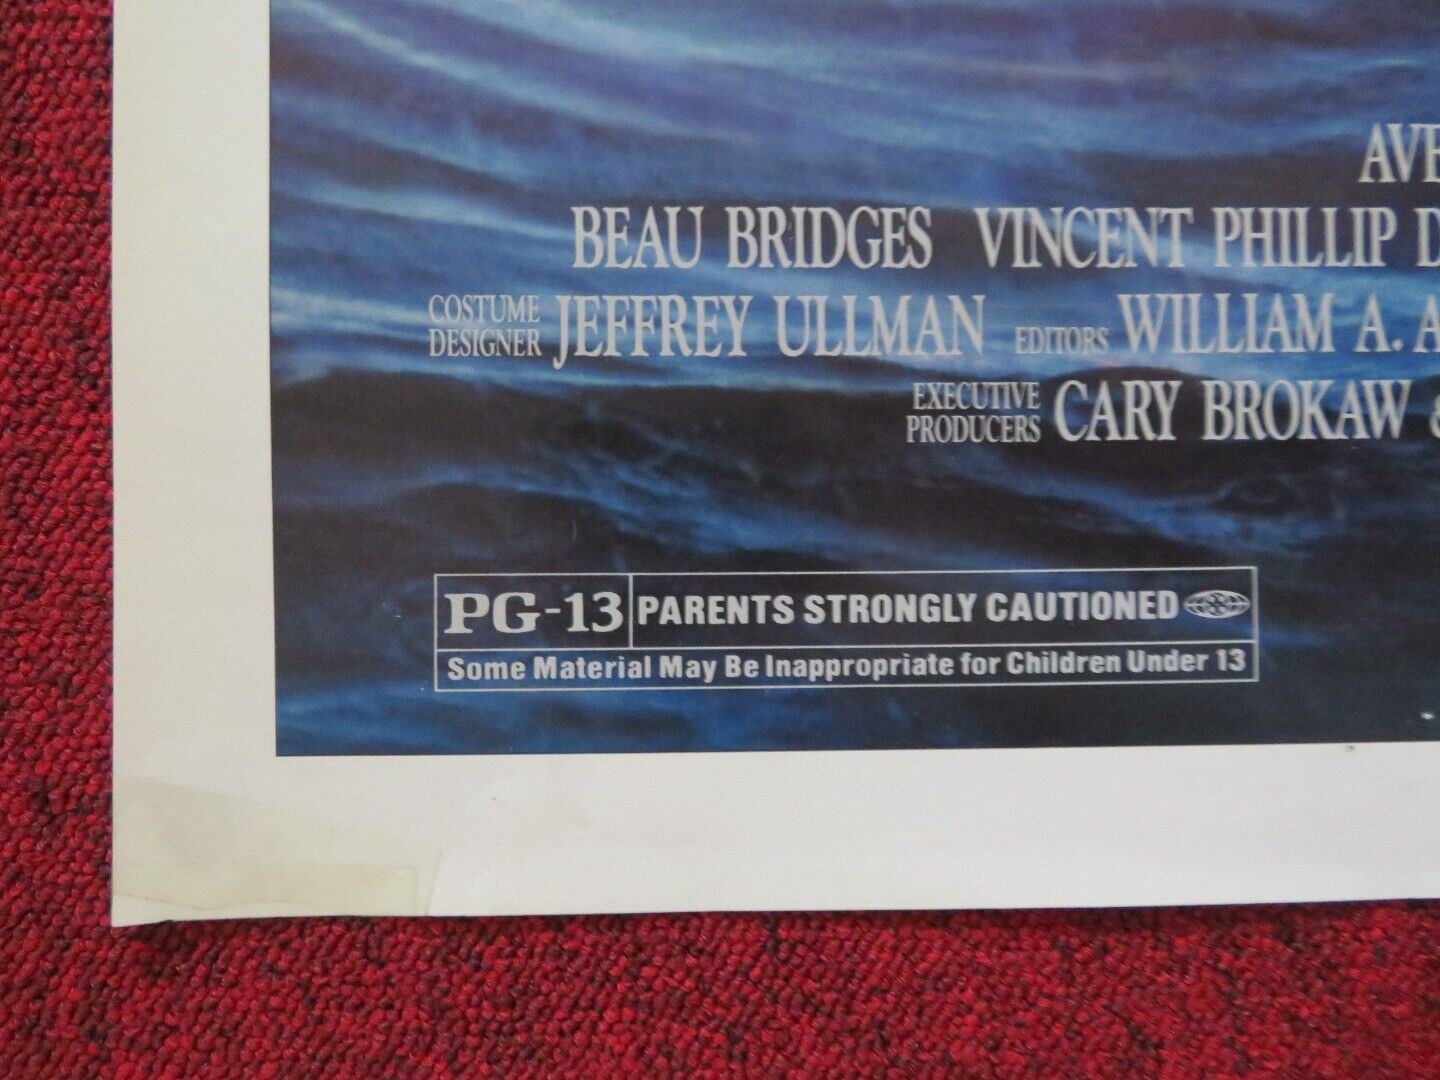 AVE
BEAU BRIDGES VINCENT PHILLIP D
COSTUME DESIGNER JEFFREY ULLMAN EDITORS WILLIAM A. A
EXECUTIVE PRODUCERS CARY BROKAW &
PG-13 PARENTS STRONGLY CAUTIONED
Some Material May Be Inappropriate for Children Under 13